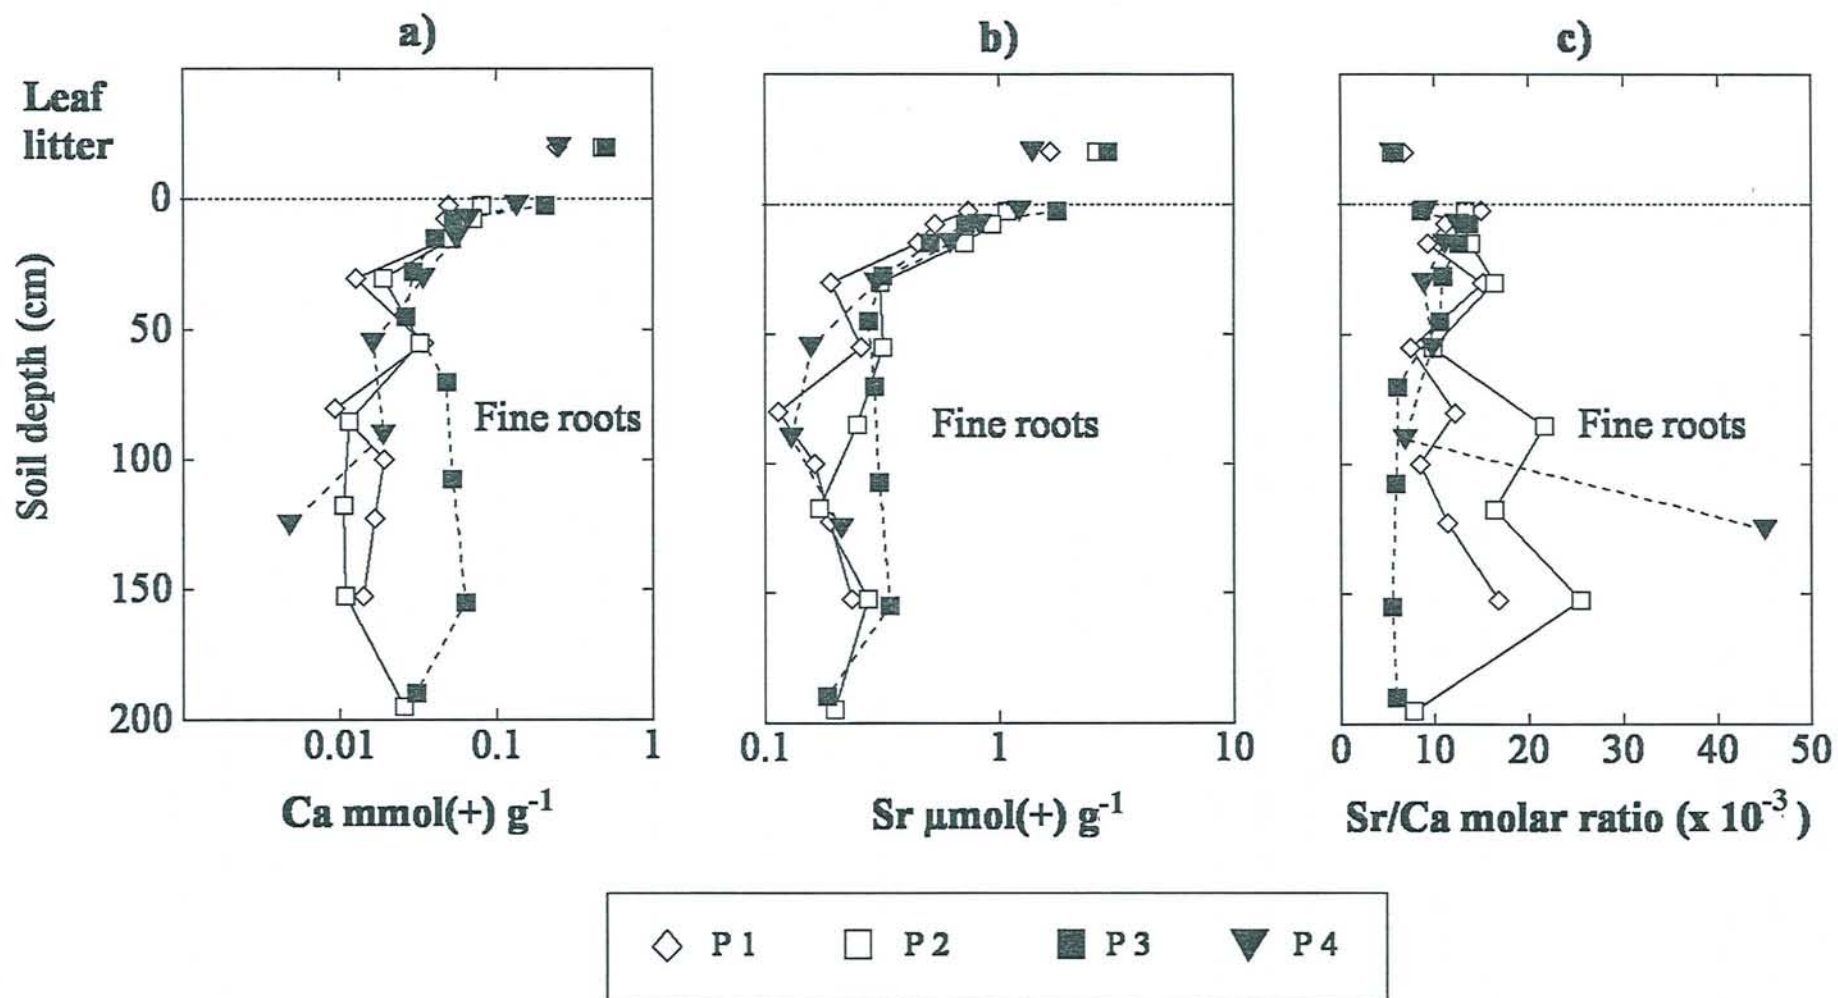 a)
b)
c)
Leaf
litter
0
50
100
150
200
Soil depth (cm)
Fine roots
Fine roots
Fine roots
0.01 0.1 1
0.1 1 10
0 10 20 30 40 50
Ca mmol(+) g⁻¹
Sr µmol(+) g⁻¹
Sr/Ca molar ratio (x 10⁻³)
P 1 P 2 P 3 P 4